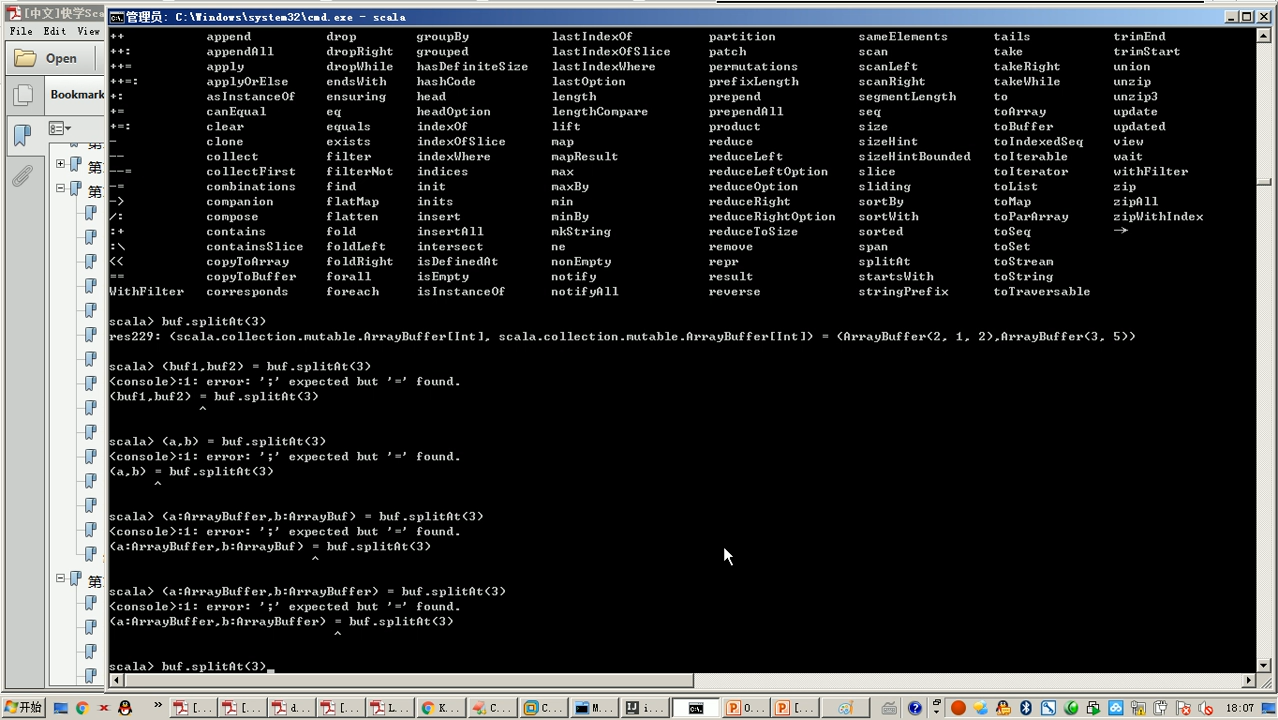 [中文]快学Sc
管理员: C:\Windows\system32\cmd.exe - scala
File Edit View
Open
Bookmark
第
第
第
第
++ append drop groupBy lastIndexOf partition sameElements tails trimEnd
++: appendAll dropRight grouped lastIndexOfSlice patch scan take trimStart
++= apply dropWhile hasDefiniteSize lastIndexWhere permutations scanLeft takeRight union
++=: applyOrElse endsWith hashCode lastOption prefixLength scanRight takeWhile unzip
+: asInstanceOf ensuring head length prepend segmentLength to unzip3
+= canEqual eq headOption lengthCompare prependAll seq toArray update
+=: clear equals indexOf lift product size toBuffer updated
- clone exists indexOfSlice map reduce sizeHint toIndexedSeq view
-- collect filter indexWhere mapResult reduceLeft sizeHintBounded toIterable wait
--= collectFirst filterNot indices max reduceLeftOption slice toIterator withFilter
-= combinations find init maxBy reduceOption sliding toList zip
-> companion flatMap inits min reduceRight sortBy toMap zipAll
/: compose flatten insert minBy reduceRightOption sortWith toParArray zipWithIndex
:+ contains fold insertAll mkString reduceToSize sorted toSeq →
:\ containsSlice foldLeft intersect ne remove span toSet
<< copyToArray foldRight isDefinedAt nonEmpty repr splitAt toStream
== copyToBuffer forall isEmpty notify result startsWith toString
WithFilter corresponds foreach isInstanceOf notifyAll reverse stringPrefix toTraversable
scala> buf.splitAt(3)
res229: (scala.collection.mutable.ArrayBuffer[Int], scala.collection.mutable.ArrayBuffer[Int]) = (ArrayBuffer(2, 1, 2),ArrayBuffer(3, 5))
scala> (buf1,buf2) = buf.splitAt(3)
<console>:1: error: ';' expected but '=' found.
(buf1,buf2) = buf.splitAt(3)
^
scala> (a,b) = buf.splitAt(3)
<console>:1: error: ';' expected but '=' found.
(a,b) = buf.splitAt(3)
^
scala> (a:ArrayBuffer,b:ArrayBuf) = buf.splitAt(3)
<console>:1: error: ';' expected but '=' found.
(a:ArrayBuffer,b:ArrayBuf) = buf.splitAt(3)
^
scala> (a:ArrayBuffer,b:ArrayBuffer) = buf.splitAt(3)
<console>:1: error: ';' expected but '=' found.
(a:ArrayBuffer,b:ArrayBuffer) = buf.splitAt(3)
^
scala> buf.splitAt(3)_
开始 » [... [... d... [... L... K... C... C... M... i... O... [... 18:07